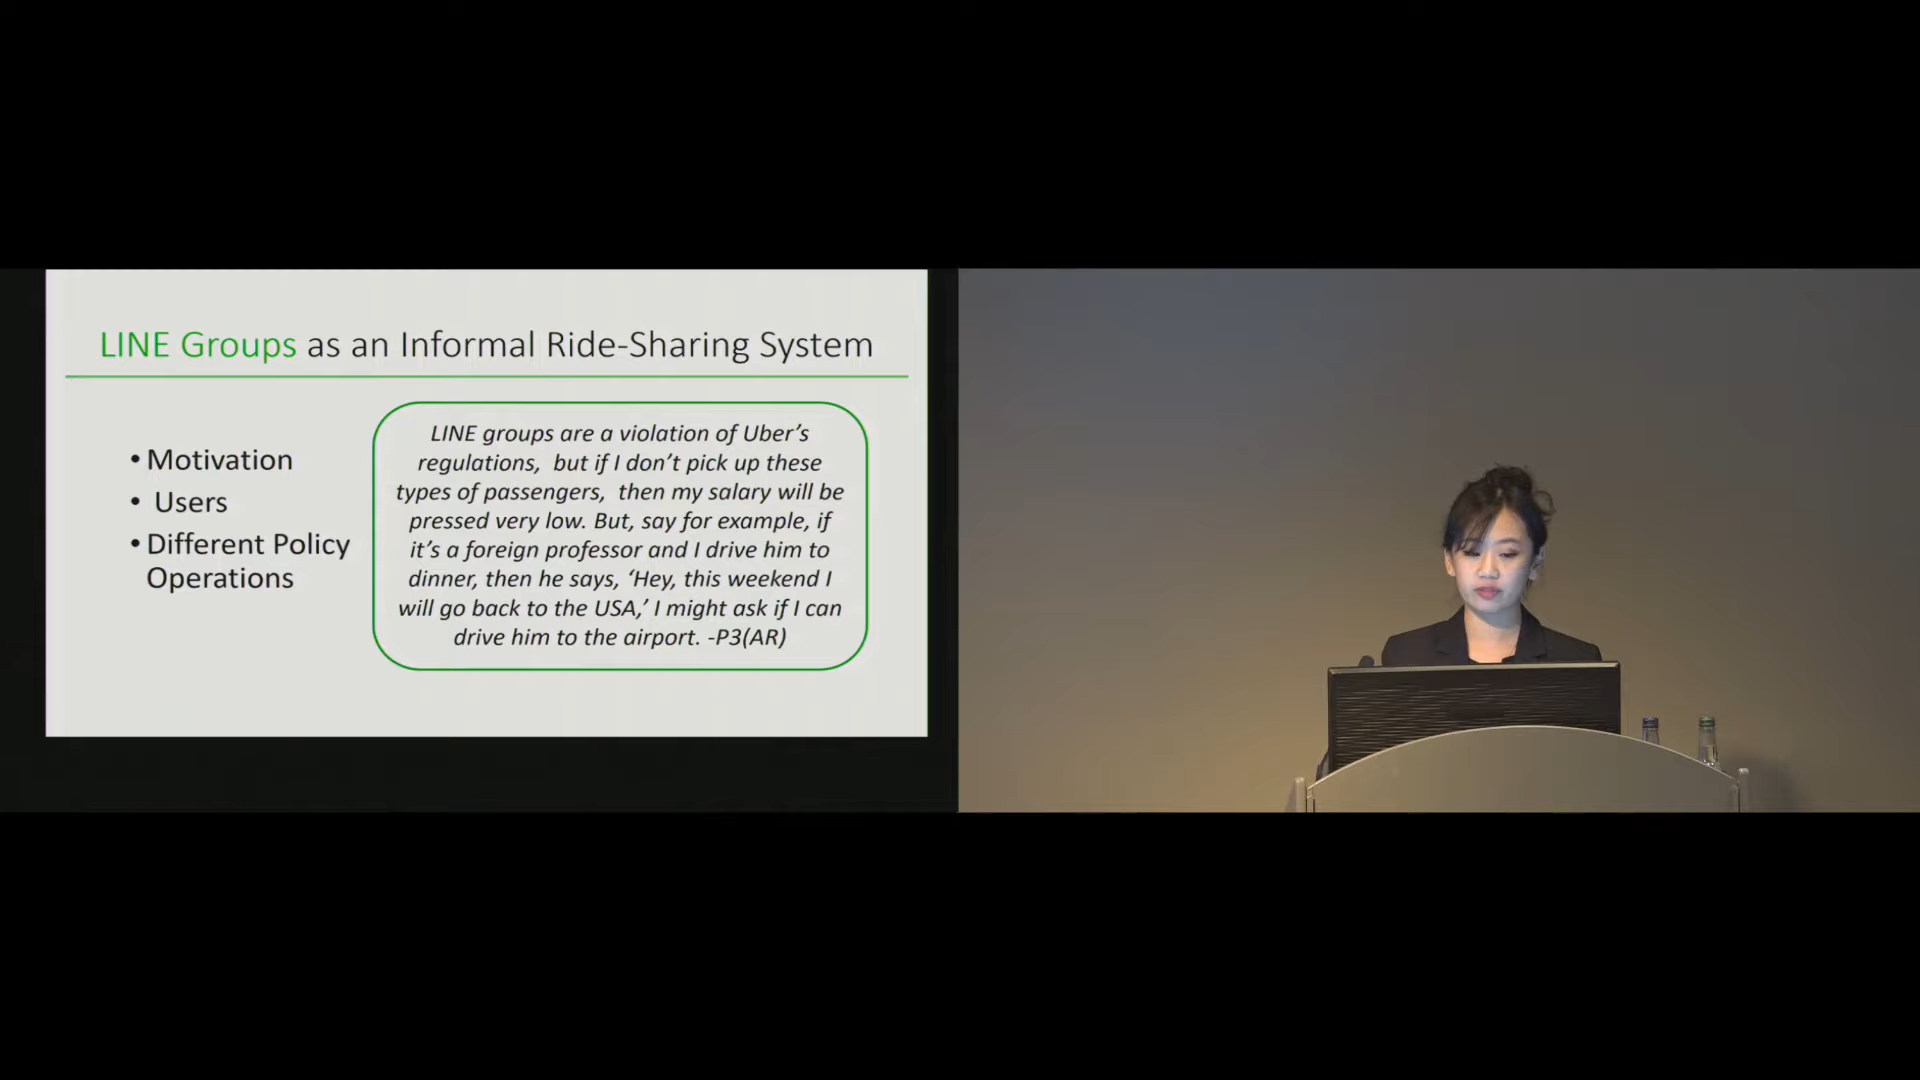 LINE Groups as an Informal Ride-Sharing System
• Motivation
• Users
• Different Policy
Operations
LINE groups are a violation of Uber’s
regulations, but if I don’t pick up these
types of passengers, then my salary will be
pressed very low. But, say for example, if
it’s a foreign professor and I drive him to
dinner, then he says, ‘Hey, this weekend I
will go back to the USA,’ I might ask if I can
drive him to the airport. -P3(AR)